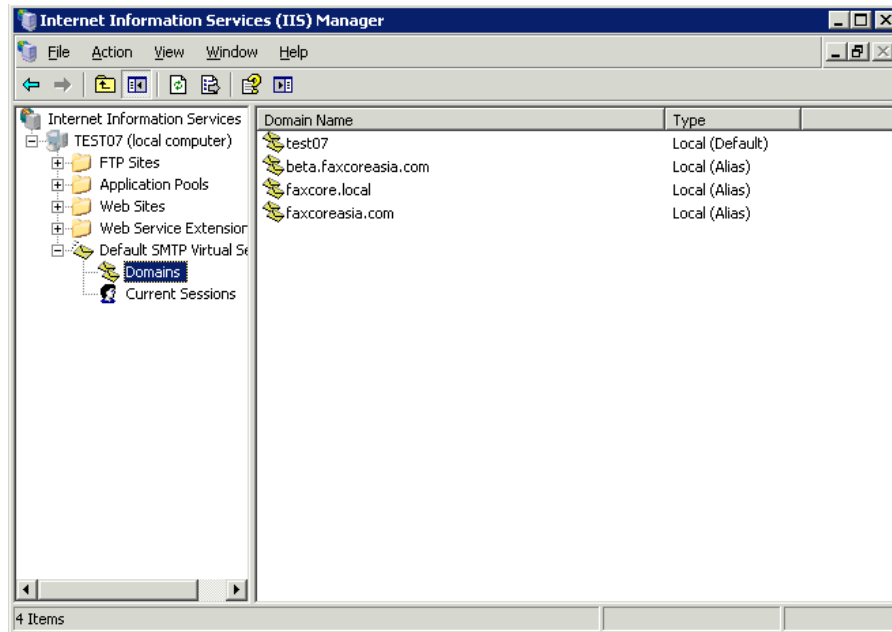 Internet Information Services (IIS) Manager
File Action View Window Help
Internet Information Services
TEST07 (local computer)
FTP Sites
Application Pools
Web Sites
Web Service Extension
Default SMTP Virtual Se
Domains
Current Sessions
Domain Name Type
test07 Local (Default)
beta.faxcoreasia.com Local (Alias)
faxcore.local Local (Alias)
faxcoreasia.com Local (Alias)
4 Items